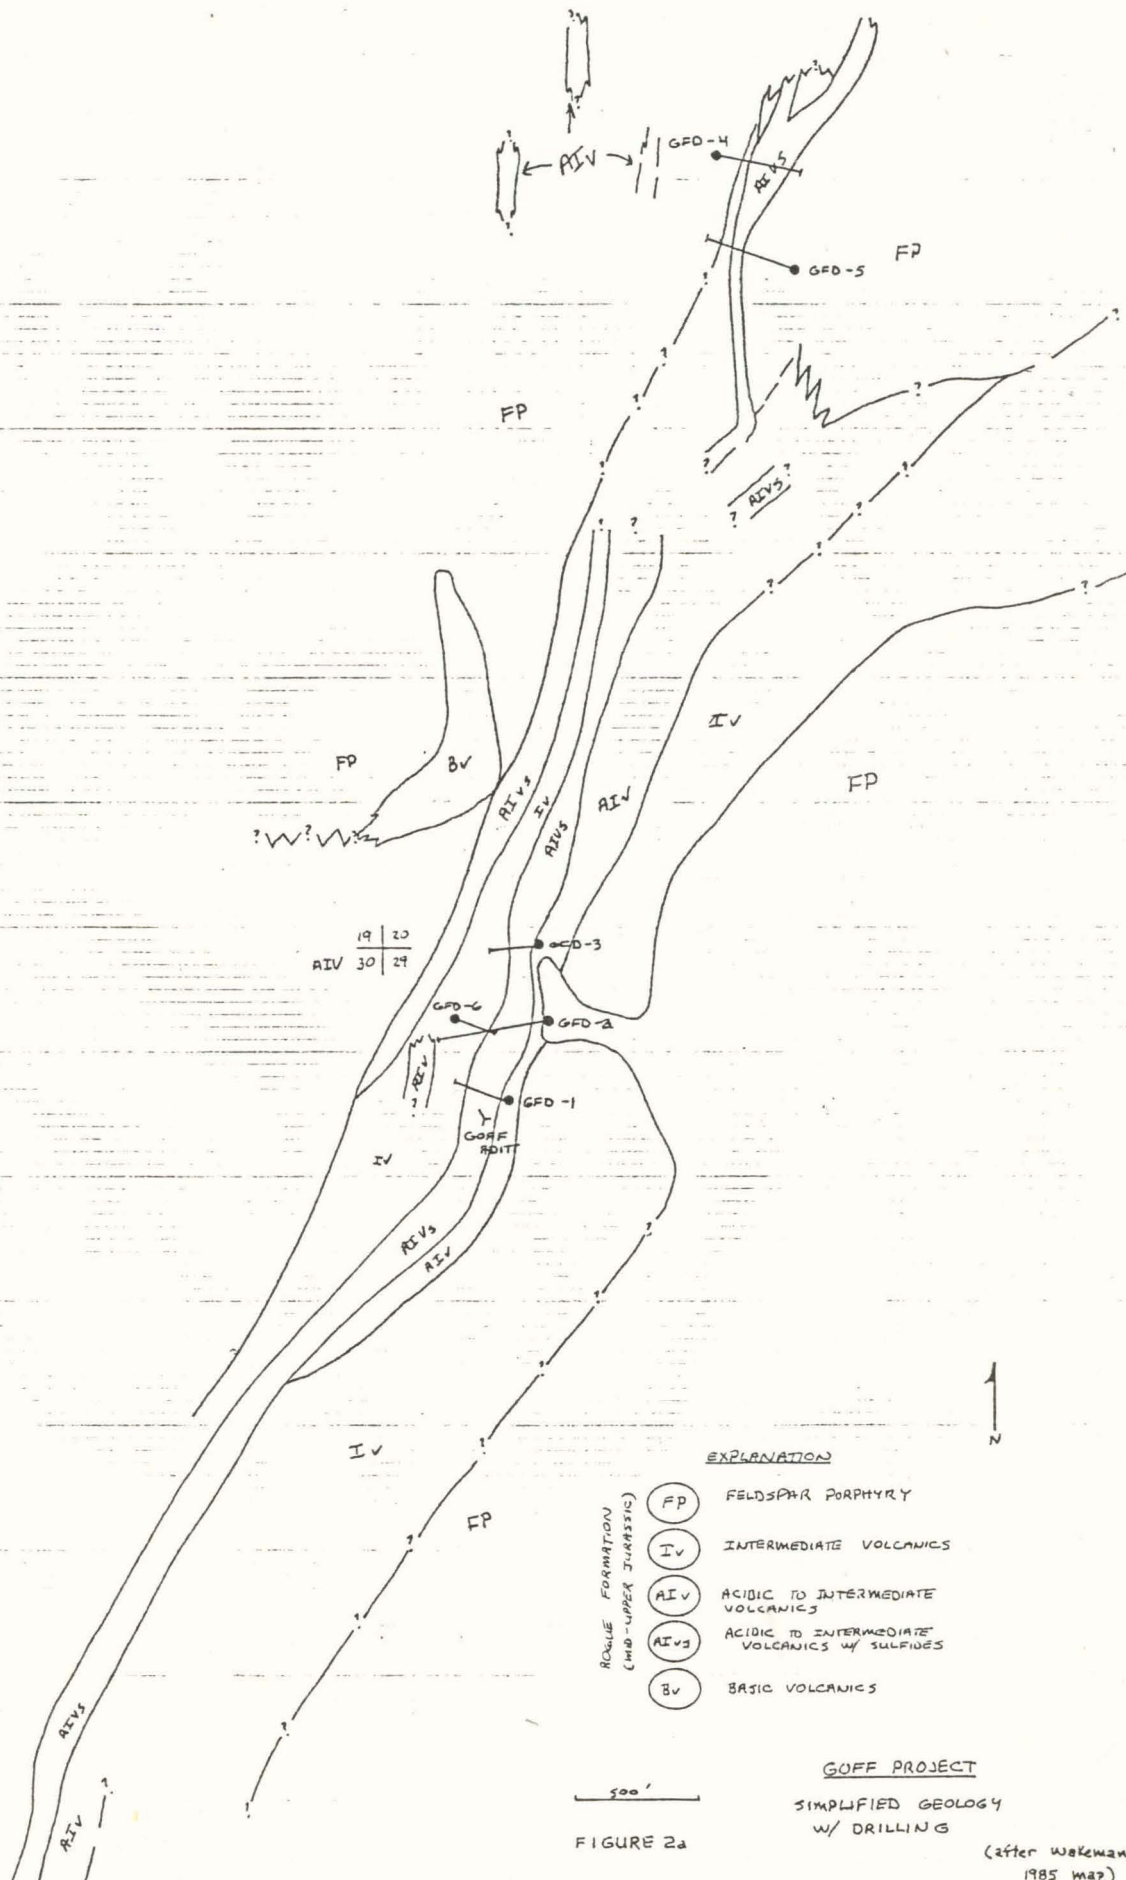 ?
?
AIV
GFD-4
?
?
AIVS
FP
GFD-5
?
?
?
?
FP
?
?
?
?
AIVS
?
?
?
?
?
?
?
?
?
IV
FP
BV
FP
AIVS
IV
AIVS
AIV
? ? ?
19 20
AIV 30 29
GFD-3
GFD-6
GFD-2
AIV
?
GFD-1
GOFF
ADIT
IV
AIVS
AIV
?
?
?
?
IV
?
FP
?
?
?
?
AIVS
AIV
?
N
EXPLANATION
ROGUE FORMATION
(MID-UPPER JURASSIC)
FP FELDSPAR PORPHYRY
IV INTERMEDIATE VOLCANICS
AIV ACIDIC TO INTERMEDIATE
VOLCANICS
AIVS ACIDIC TO INTERMEDIATE
VOLCANICS W/ SULFIDES
BV BASIC VOLCANICS
GOFF PROJECT
SIMPLIFIED GEOLOGY
W/ DRILLING
500'
FIGURE 2a
(after Wakeman
1985 map)